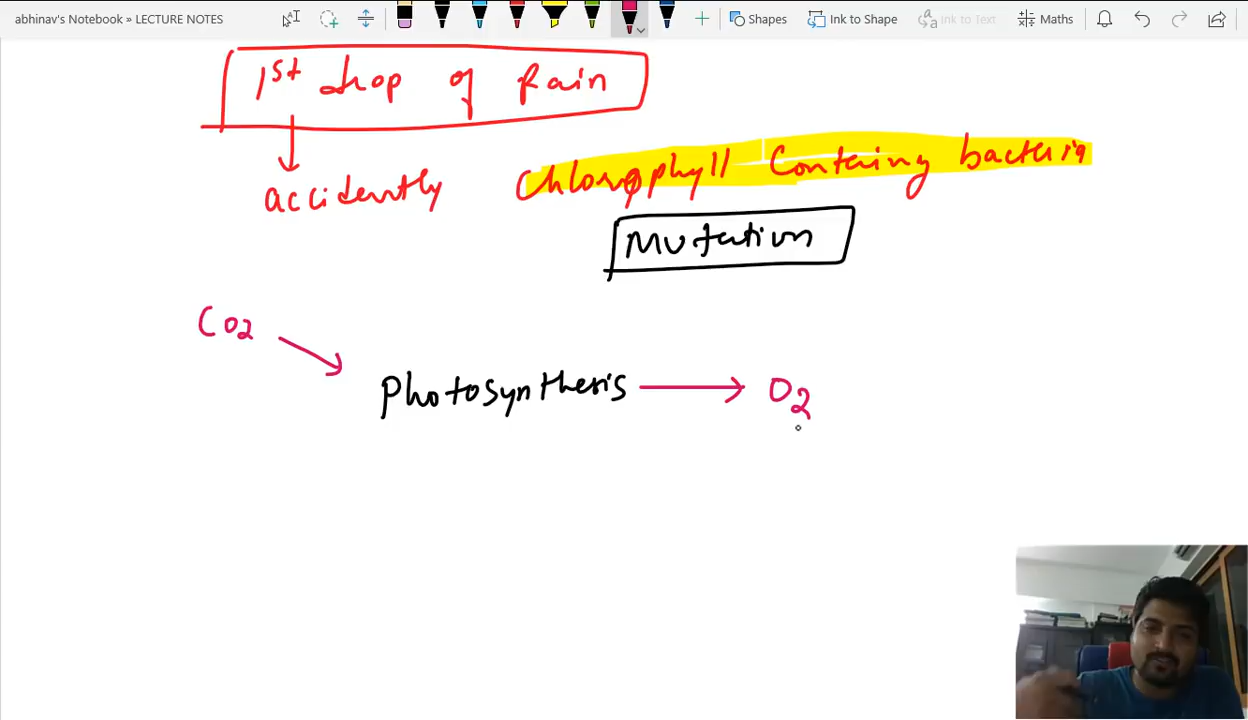 abhinav's Notebook » LECTURE NOTES
Shapes
Ink to Shape
Ink to Text
Maths
1st drop of Rain
accidently Chlorophyll Contering bacteria
Mutation
CO2
Photosynthesis
O2